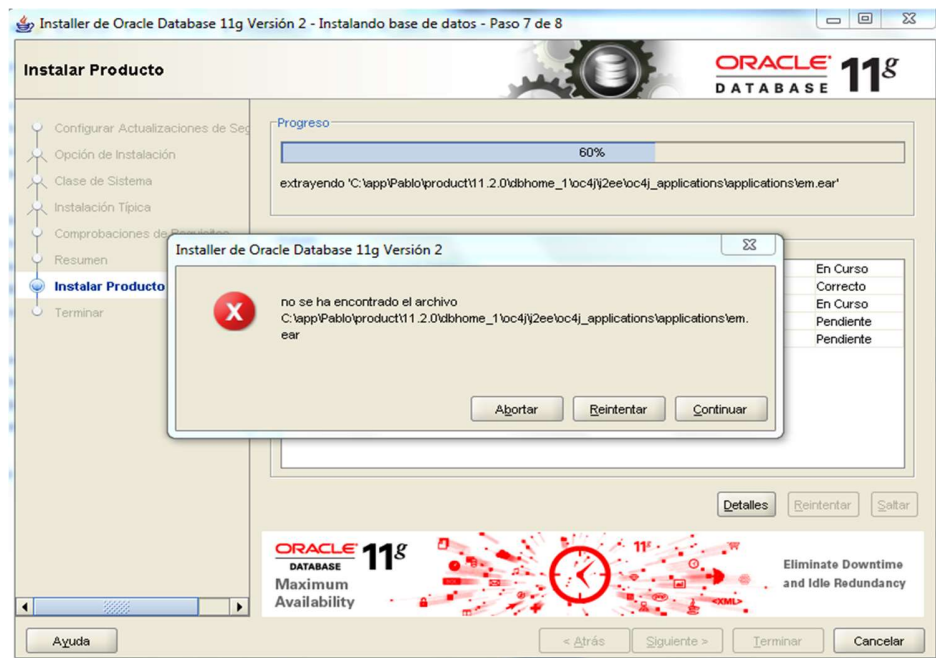 Installer de Oracle Database 11g Versión 2 - Instalando base de datos - Paso 7 de 8
Instalar Producto
ORACLE 11g
DATABASE
Configurar Actualizaciones de Seg
Opción de Instalación
Clase de Sistema
Instalación Típica
Comprobaciones de
Resumen
Instalar Producto
Terminar
Progreso
60%
extrayendo 'C:\app\Pablo\product\11.2.0\dbhome_1\oc4j\j2ee\oc4j_applications\applications\em.ear'
Installer de Oracle Database 11g Versión 2
no se ha encontrado el archivo
C:\app\Pablo\product\11.2.0\dbhome_1\oc4j\j2ee\oc4j_applications\applications\em.
ear
Abortar Reintentar Continuar
En Curso
Correcto
En Curso
Pendiente
Pendiente
Detalles Reintentar Saltar
ORACLE 11g
DATABASE
Maximum
Availability
11g
<XML>
Eliminate Downtime
and Idle Redundancy
Ayuda < Atrás Siguiente > Terminar Cancelar